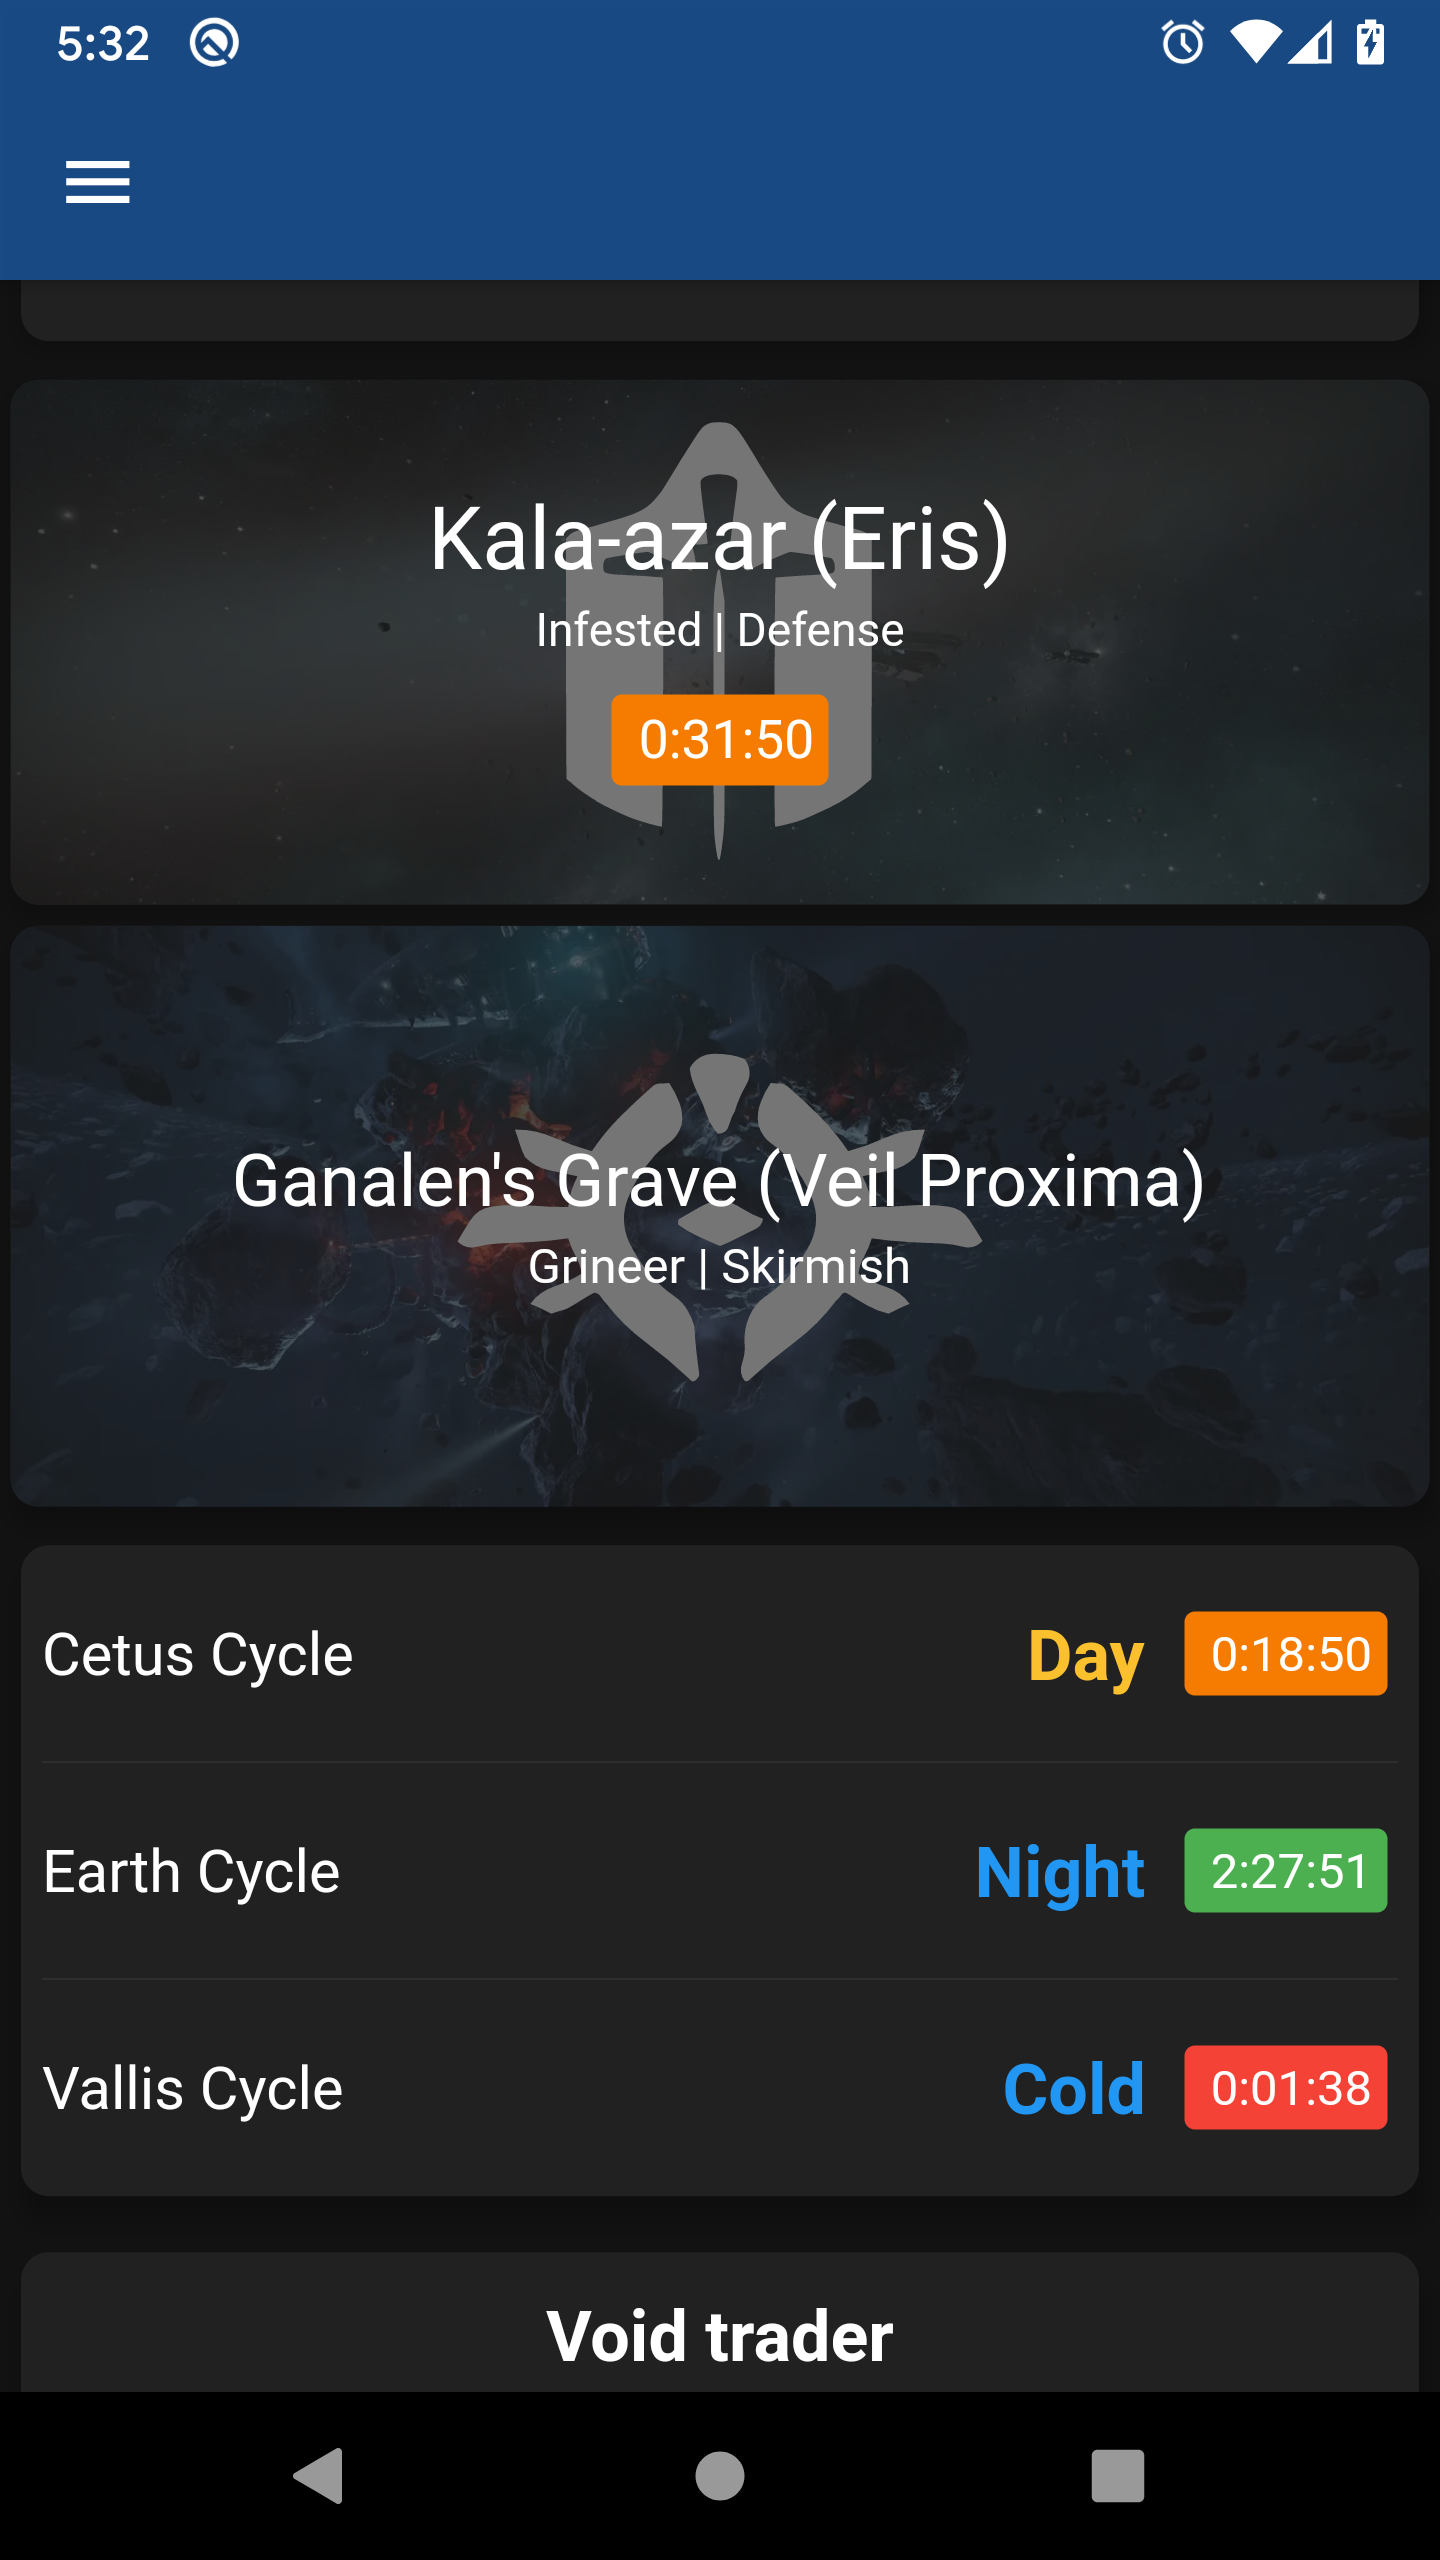 5:32
Kala-azar (Eris)
Infested | Defense
0:31:50
Ganalen's Grave (Veil Proxima)
Grineer | Skirmish
Cetus Cycle Day 0:18:50
Earth Cycle Night 2:27:51
Vallis Cycle Cold 0:01:38
Void trader